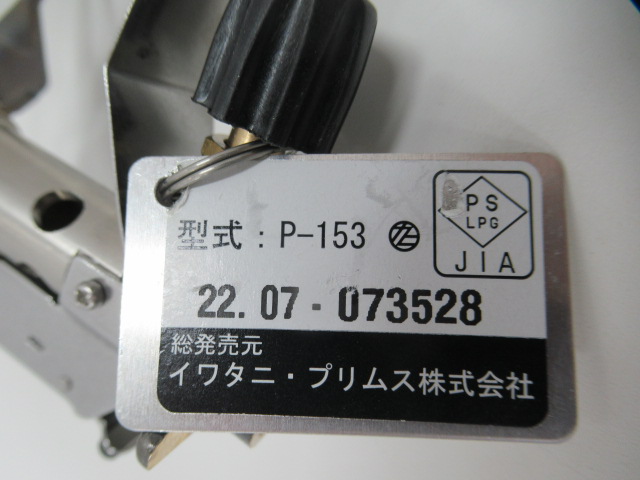 型式：P-153
PS
LPG
JIA
22.07-073528
総発売元
イワタニ・プリムス株式会社